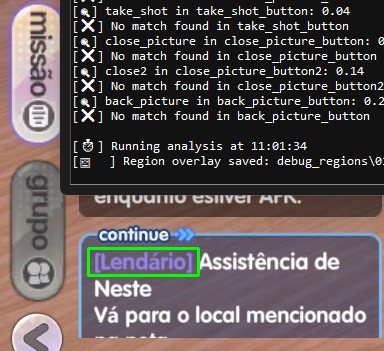 [🔍] take_shot in take_shot_button: 0.04
[❌] No match found in take_shot_button
[🔍] close_picture in close_picture_button: 0
[❌] No match found in close_picture_button
[🔍] close2 in close_picture_button2: 0.14
[❌] No match found in close_picture_button2
[🔍] back_picture in back_picture_button: 0.2
[❌] No match found in back_picture_button
[⏱] Running analysis at 11:01:34
[🖼 ] Region overlay saved: debug_regions\0
missão
grupo
enquanto estiver AFK.
continue
[Lendário] Assistência de
Neste
Vá para o local mencionado